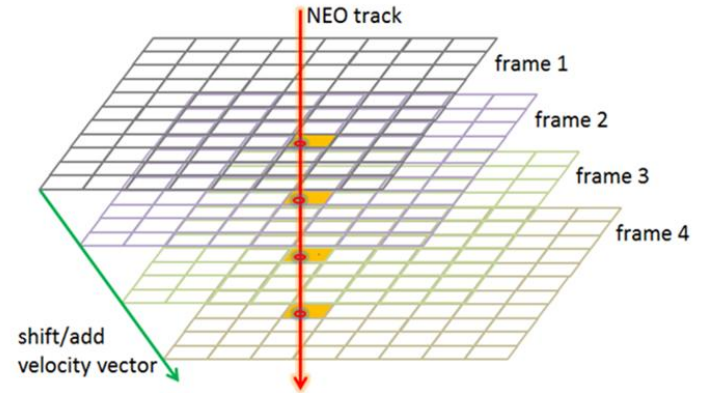 NEO track
frame 1
frame 2
frame 3
frame 4
shift/add
velocity vector